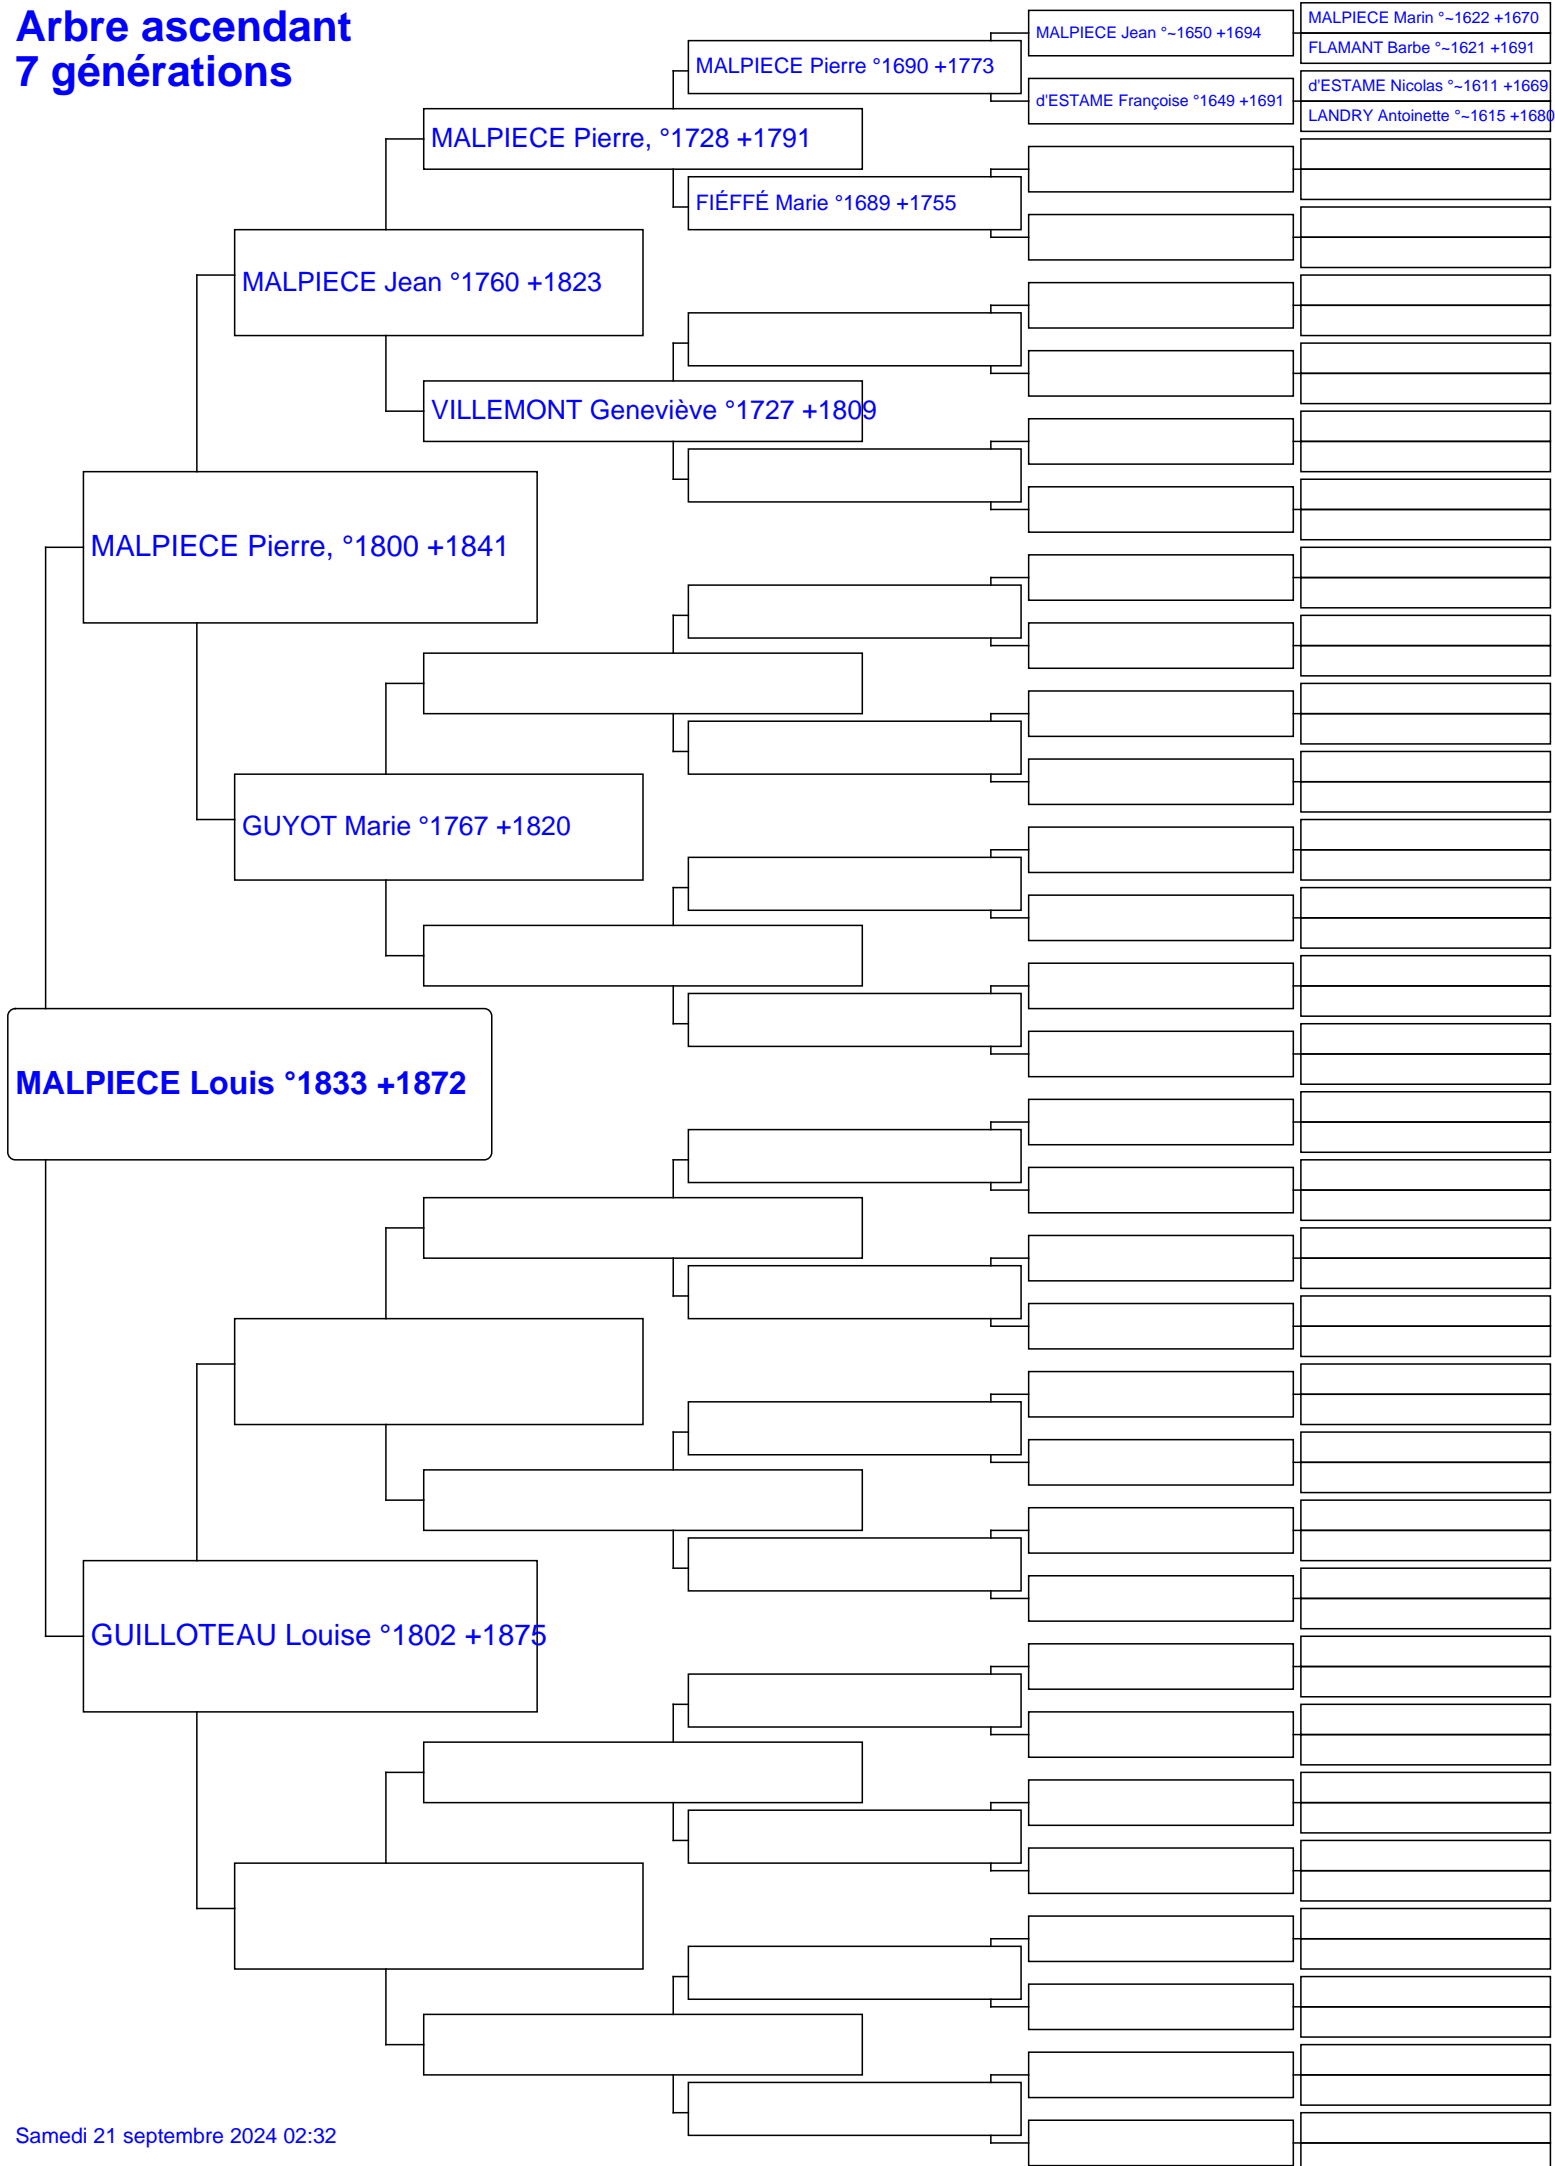 Arbre ascendant
7 générations
MALPIECE Marin °~1622 +1670
MALPIECE Jean °~1650 +1694
FLAMANT Barbe °~1621 +1691
MALPIECE Pierre °1690 +1773
d'ESTAME Nicolas °~1611 +1669
d'ESTAME Françoise °1649 +1691
LANDRY Antoinette °~1615 +1680
MALPIECE Pierre, °1728 +1791
FIÉFFÉ Marie °1689 +1755
MALPIECE Jean °1760 +1823
VILLEMONT Geneviève °1727 +1809
MALPIECE Pierre, °1800 +1841
GUYOT Marie °1767 +1820
MALPIECE Louis °1833 +1872
GUILLOTEAU Louise °1802 +1875
Samedi 21 septembre 2024 02:32